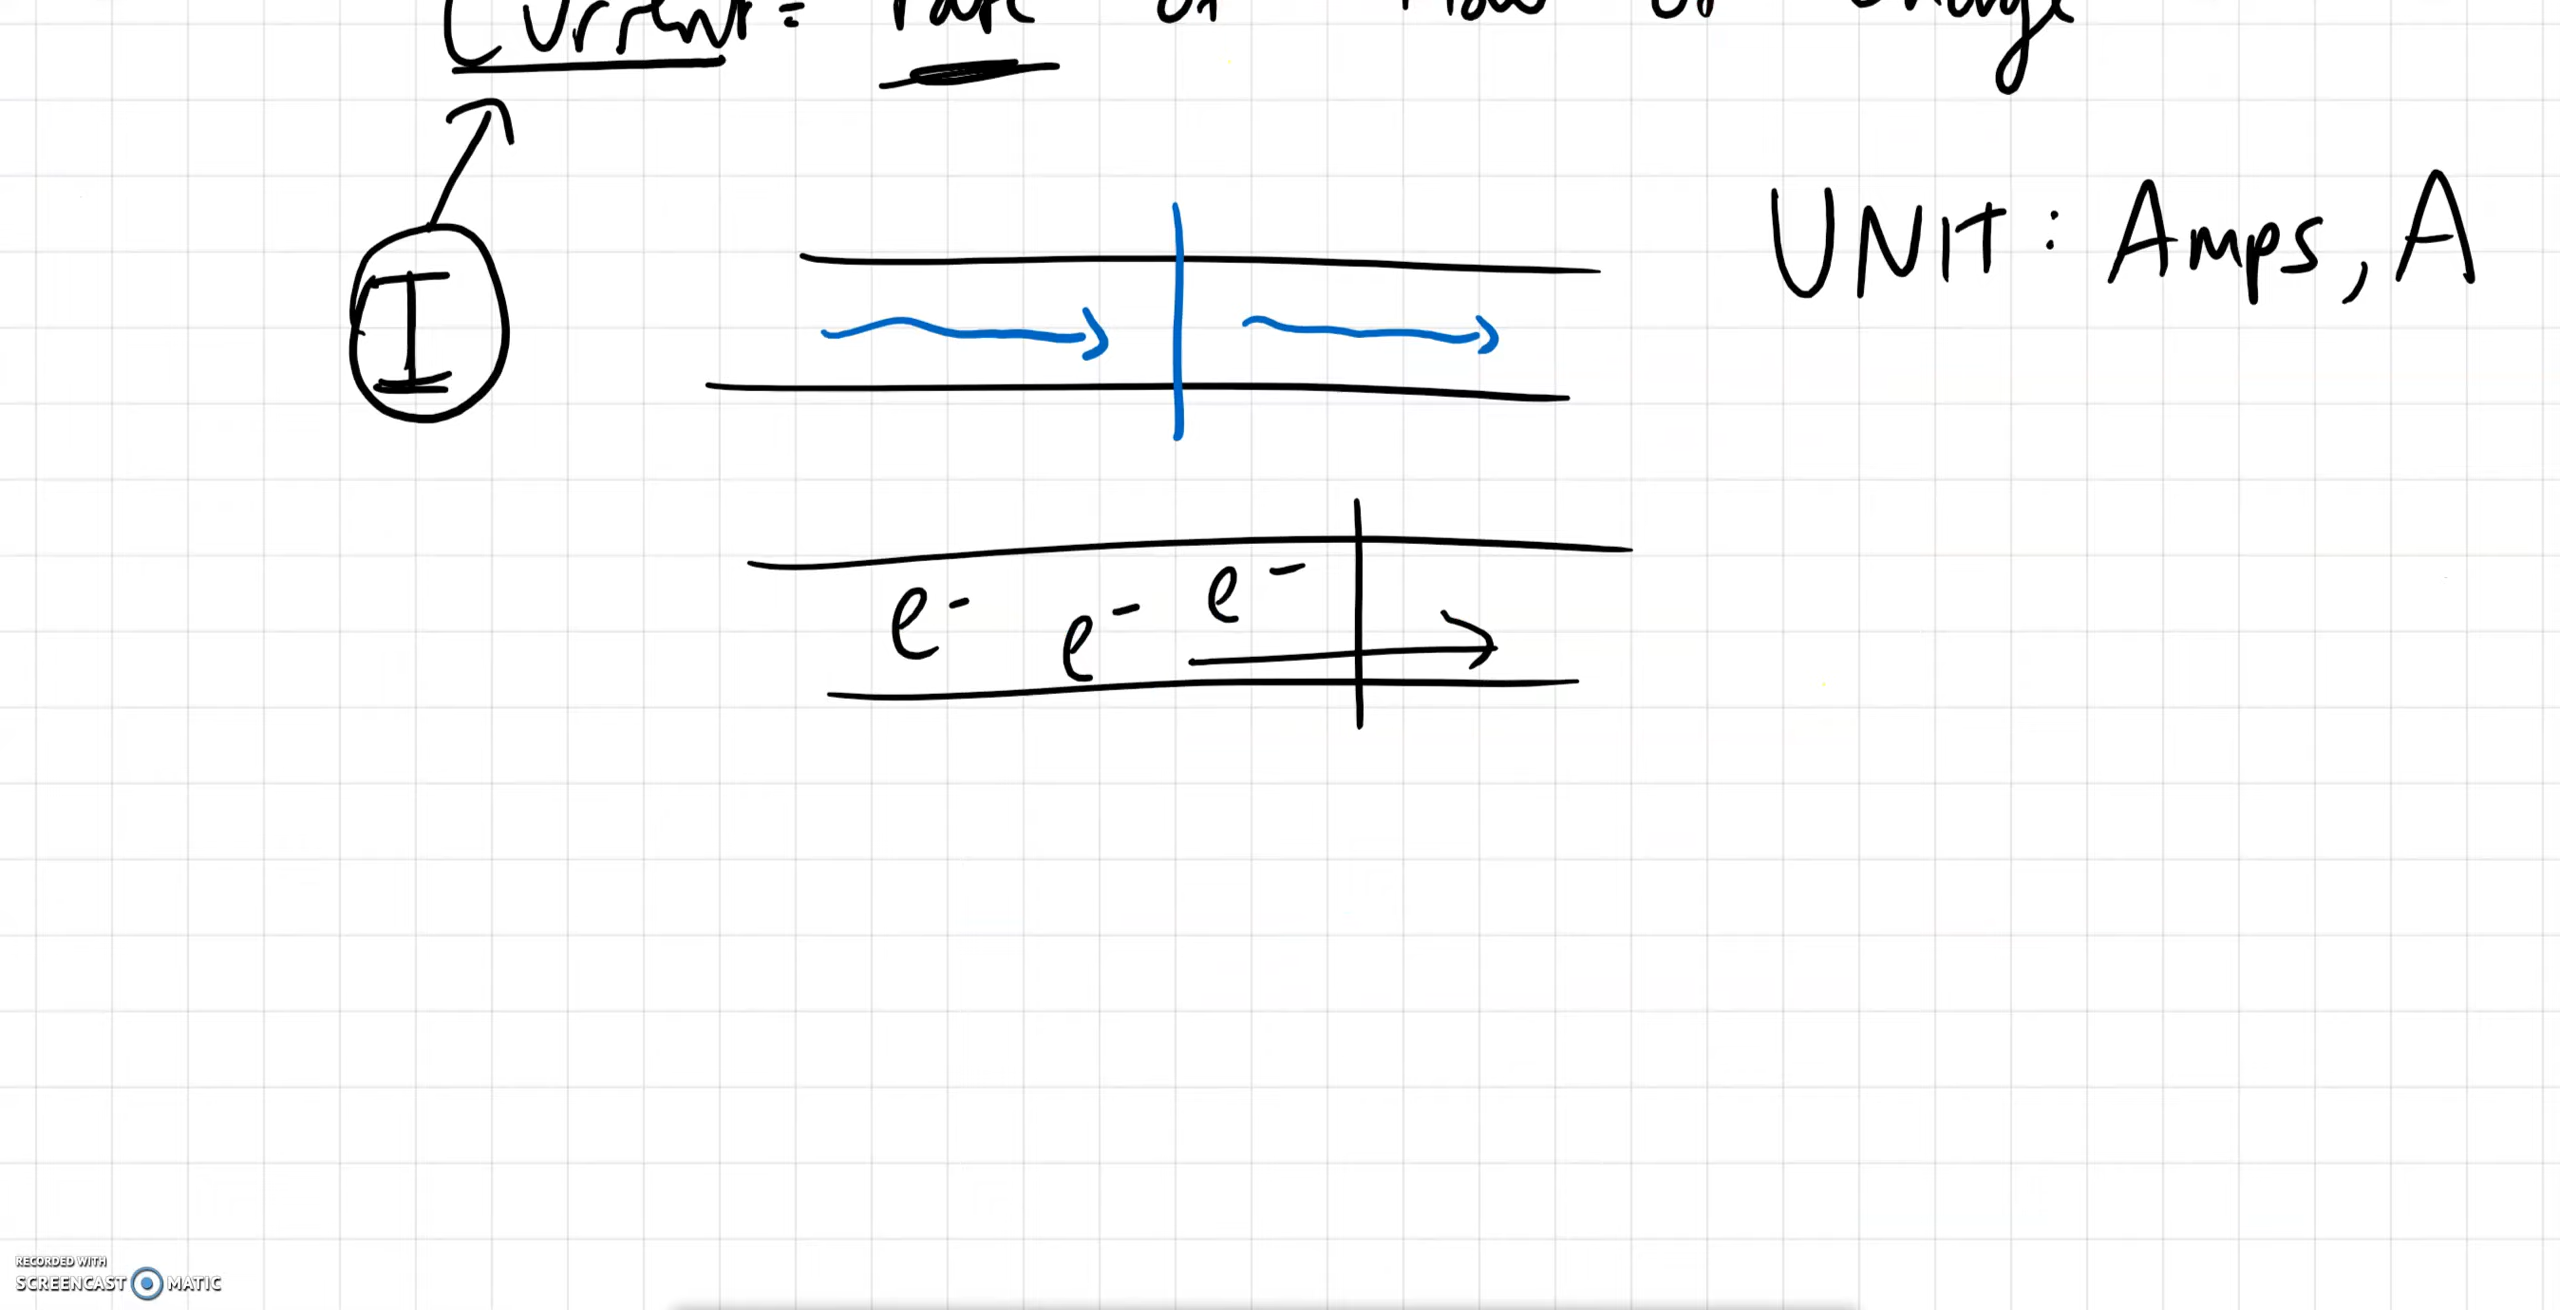 Current = rate of flow of charge
UNIT: Amps, A
I
e⁻ e⁻ e⁻
RECORDED WITH
SCREENCAST MATIC